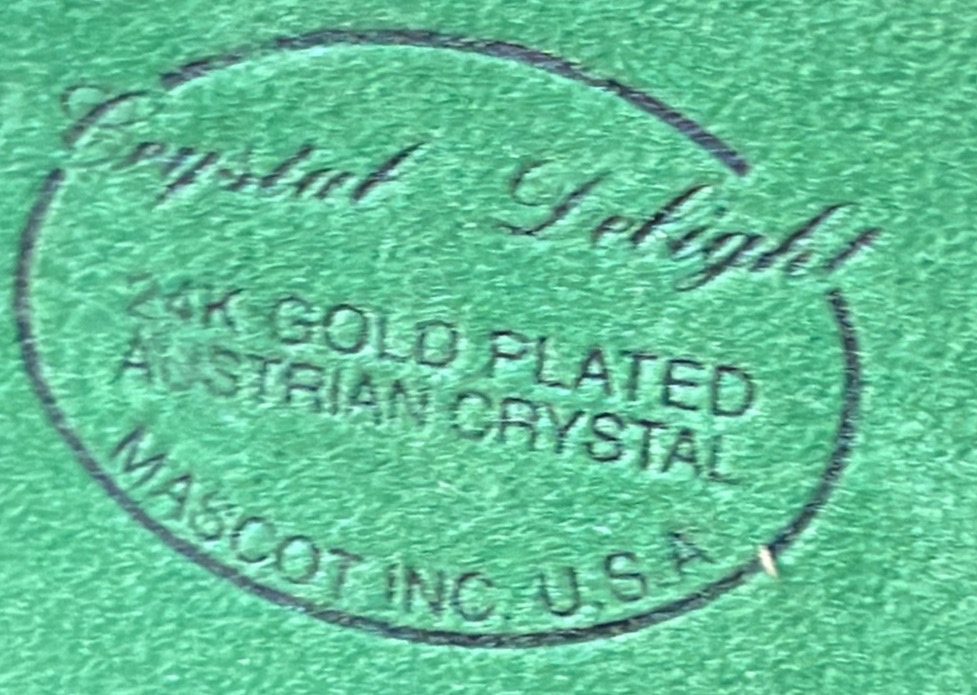 Crystal Delight
24K GOLD PLATED
AUSTRIAN CRYSTAL
MASCOT INC. U.S.A